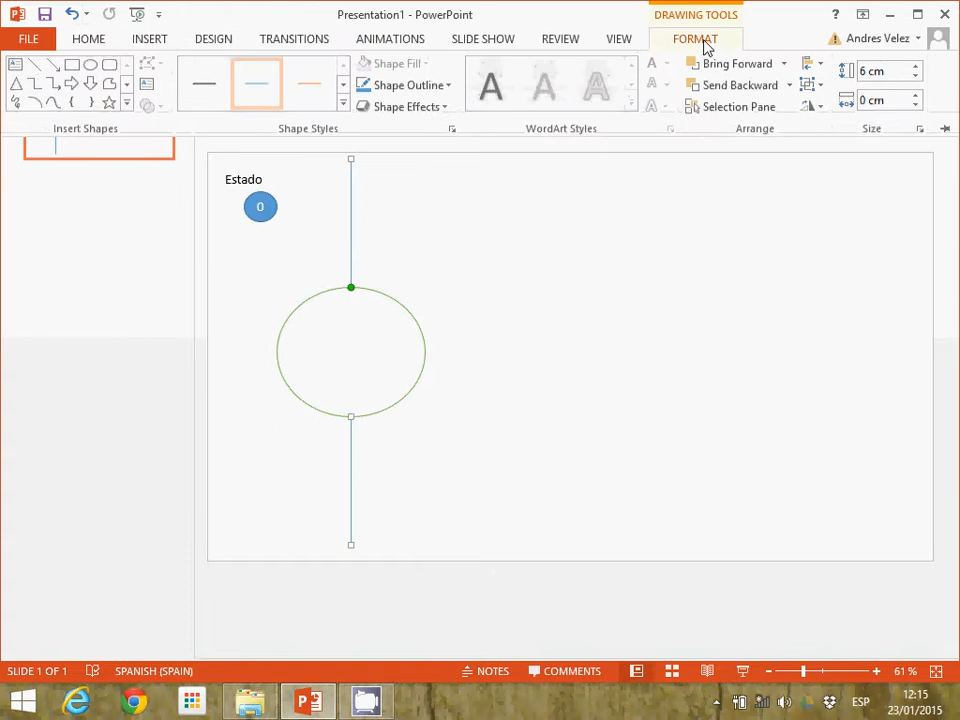 Presentation1 - PowerPoint
DRAWING TOOLS
?
FILE HOME INSERT DESIGN TRANSITIONS ANIMATIONS SLIDE SHOW REVIEW VIEW FORMAT Andres Velez
Shape Fill
Shape Outline
Shape Effects
A A A
A
A
A
Bring Forward
Send Backward
Selection Pane
6 cm
0 cm
Insert Shapes Shape Styles WordArt Styles Arrange Size
Estado
0
SLIDE 1 OF 1 SPANISH (SPAIN) NOTES COMMENTS 61 %
ESP
12:15
23/01/2015